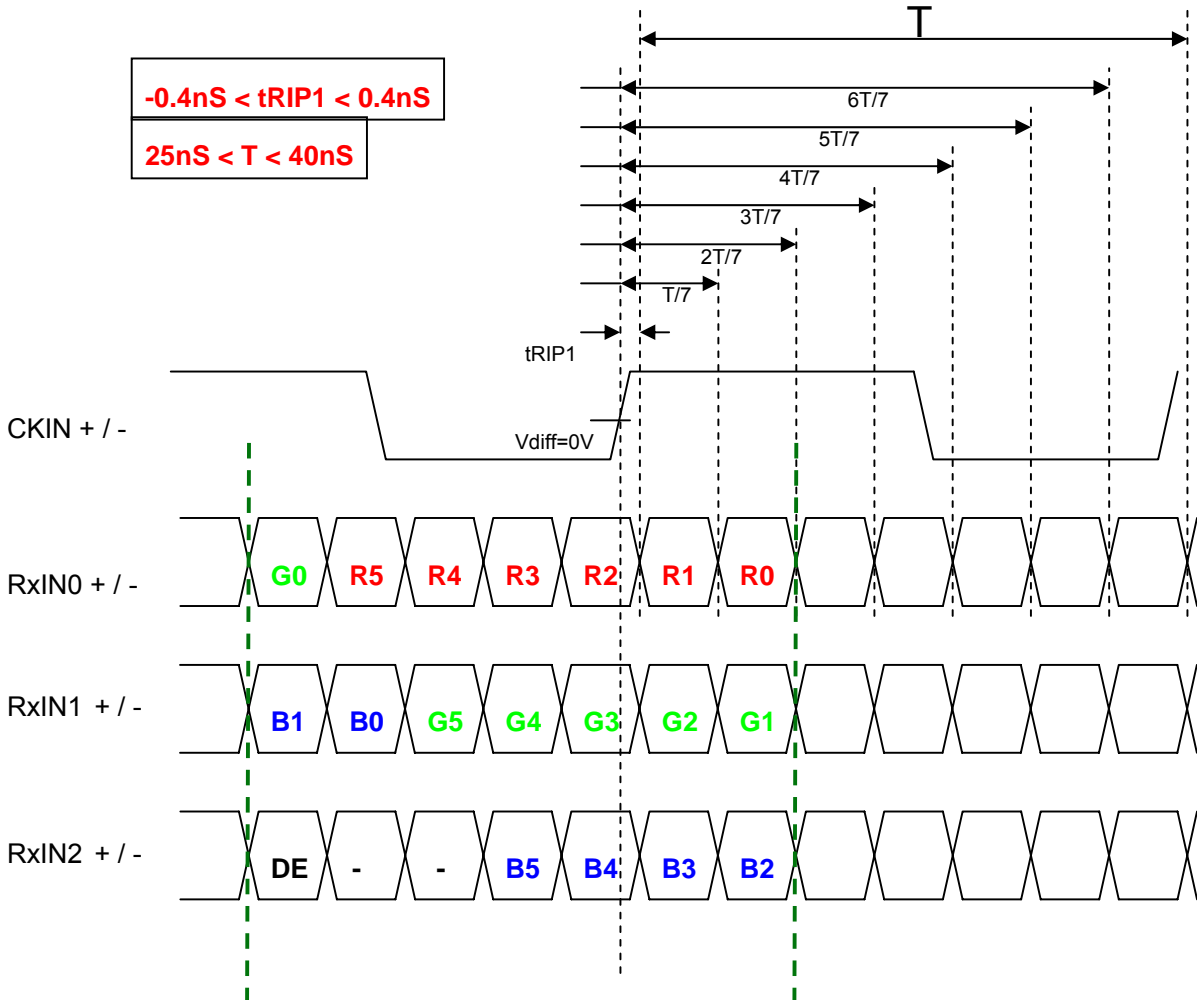 T
-0.4nS < tRIP1 < 0.4nS
25nS < T < 40nS
6T/7
5T/7
4T/7
3T/7
2T/7
T/7
tRIP1
CKIN + / -
Vdiff=0V
RxIN0 + / -
G0 R5 R4 R3 R2 R1 R0
RxIN1 + / -
B1 B0 G5 G4 G3 G2 G1
RxIN2 + / -
DE - - B5 B4 B3 B2